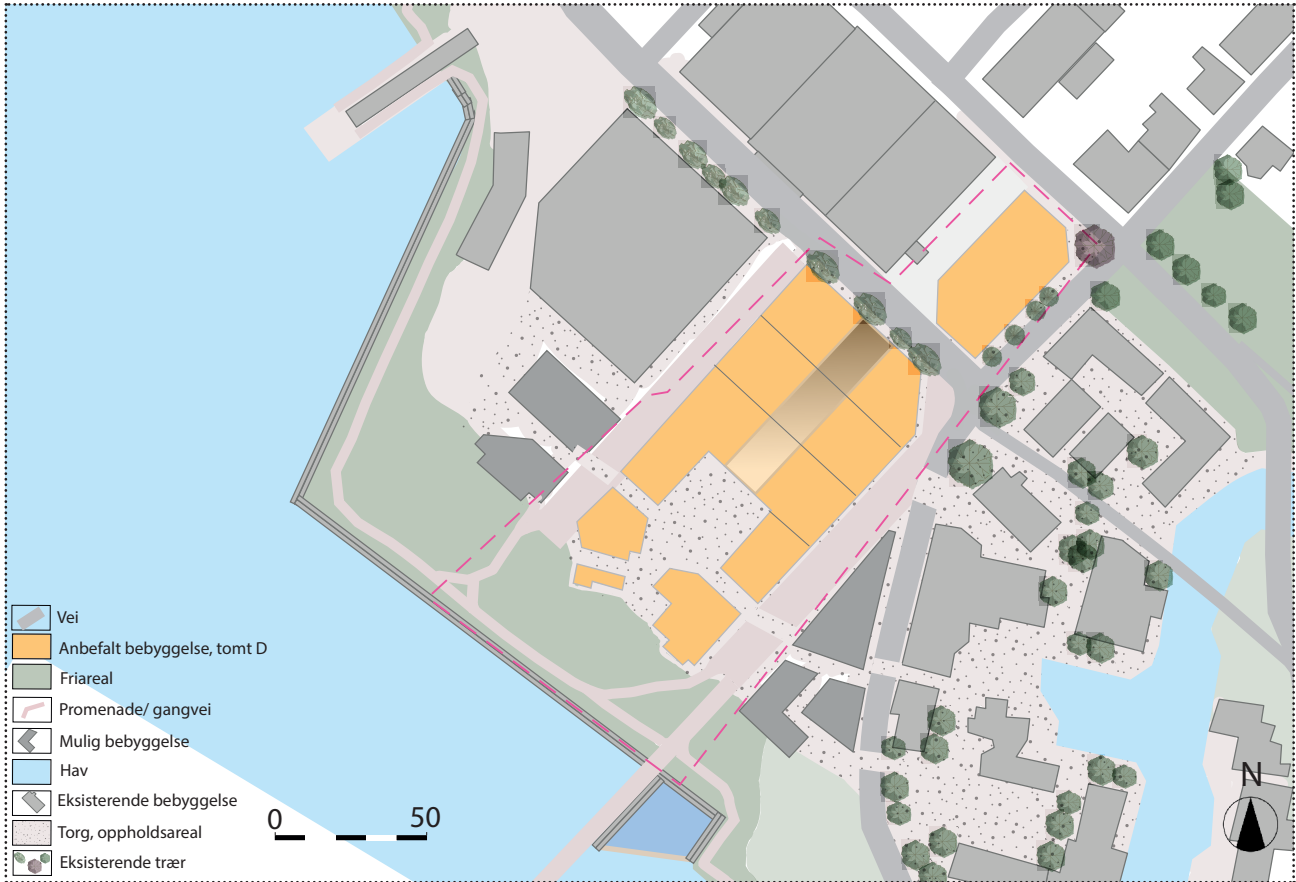 Vei
Anbefalt bebyggelse, tomt D
Friareal
Promenade/ gangvei
Mulig bebyggelse
Hav
Eksisterende bebyggelse
Torg, oppholdsareal
Eksisterende trær
0 50
N